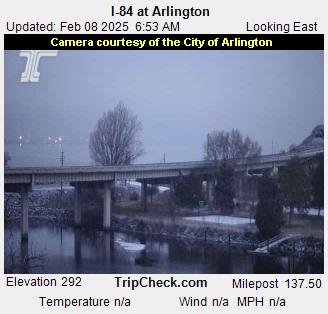 I-84 at Arlington
Updated: Feb 08 2025 6:53 AM Looking East
Camera courtesy of the City of Arlington
Elevation 292 TripCheck.com Milepost 137.50
Temperature n/a Wind n/a MPH n/a